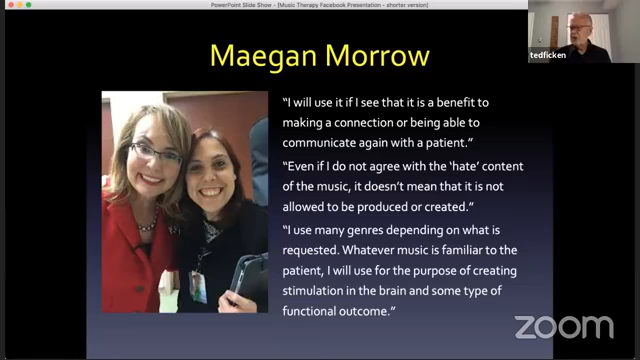 PowerPoint Slide Show - [Music Therapy Facebook Presentation - shorter version]
tedficken
Maegan Morrow
“I will use it if I see that it is a benefit to
making a connection or being able to
communicate again with a patient.”
“Even if I do not agree with the ‘hate’ content
of the music, it doesn’t mean that it is not
allowed to be produced or created.”
“I use many genres depending on what is
requested. Whatever music is familiar to the
patient, I will use for the purpose of creating
stimulation in the brain and some type of
functional outcome.”
zoom